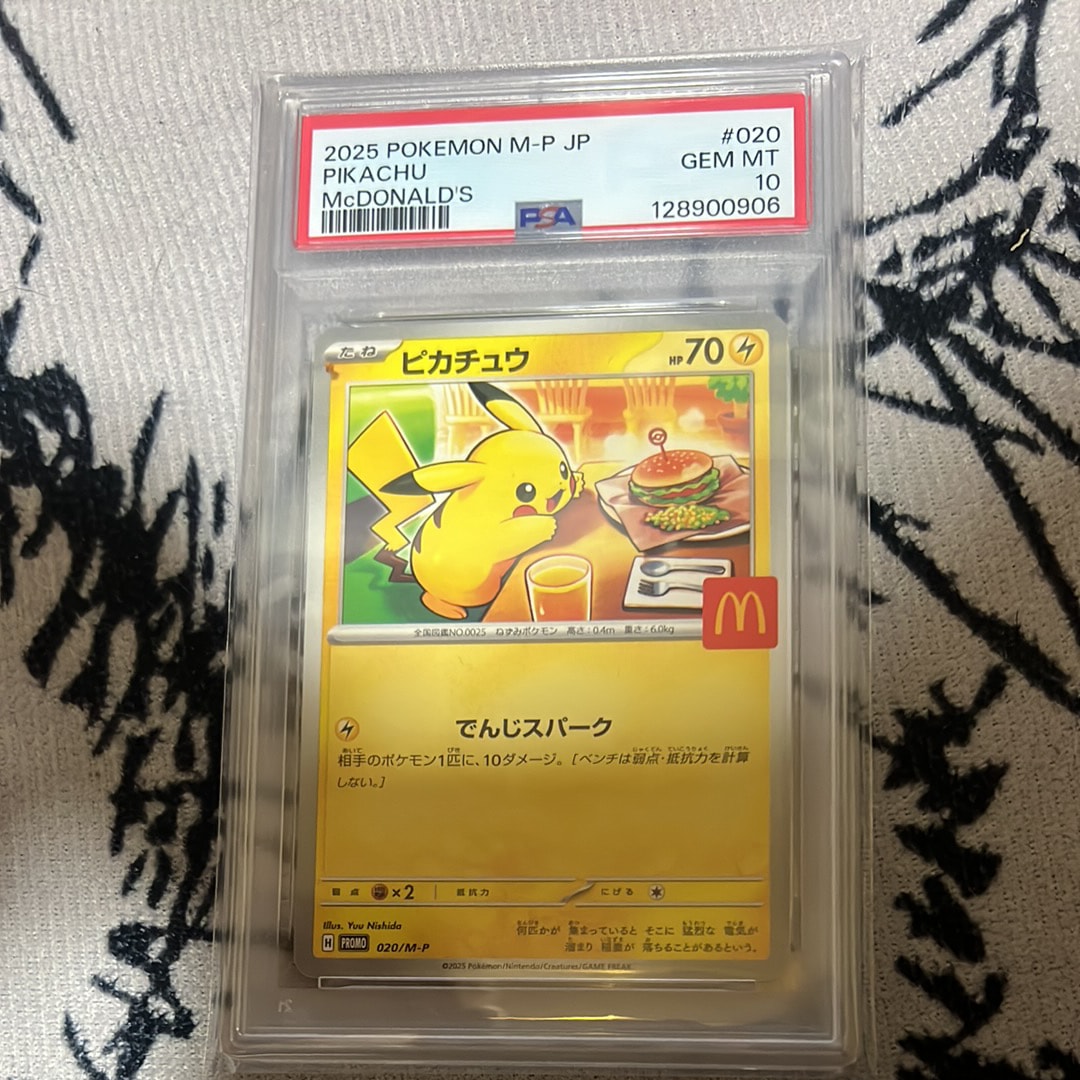 2025 POKEMON M-P JP #020
PIKACHU GEM MT
McDONALD'S 10
PSA 128900906
たね ピカチュウ HP 70
全国図鑑NO.0025 ねずみポケモン 高さ:0.4m 重さ:6.0kg
でんじスパーク
相手のポケモン1匹に、10ダメージ。[ベンチは弱点・抵抗力を計算
しない。]
弱点 ×2 抵抗力 にげる
Illus. Yuu Nishida
何匹かが 集まっていると そこに 猛烈な 電気が
H PROMO 020/M-P
溜まり 稲妻が 落ちることがあるという。
©2025 Pokémon/Nintendo/Creatures/GAME FREAK